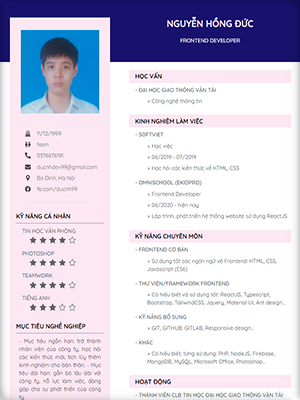 NGUYỄN HỒNG ĐỨC
FRONTEND DEVELOPER
11/12/1999
Nam
0376876191
ducnhdev99@gmail.com
Ba Đình, Hà Nội
fb.com/ducnh99
KỸ NĂNG CÁ NHÂN
TIN HỌC VĂN PHÒNG
PHOTOSHOP
TEAMWORK
TIẾNG ANH
MỤC TIÊU NGHỀ NGHIỆP
- Mục tiêu ngắn hạn: trở thành
nhân viên của công ty, học hỏi
các kiến thức mới, tích lũy thêm
kinh nghiệm cho bản thân. - Mục
tiêu dài hạn: gắn bó lâu dài với
công ty, nỗ lực làm việc, đóng
góp cho sự phát triển của công
ty
HỌC VẤN
- ĐẠI HỌC GIAO THÔNG VẬN TẢI
+ Công nghệ thông tin
KINH NGHIỆM LÀM VIỆC
- SOFTVIET
+ Học việc
+ 06/2019 - 07/2019
+ Học hỏi các kiến thức về HTML, CSS
- OMNISCHOOL (EKIDPRO)
+ Frontend Developer
+ 06/2020 - hiện nay
+ Lập trình, phát triển hệ thống website sử dụng ReactJS
KỸ NĂNG CHUYÊN MÔN
- FRONTEND CƠ BẢN
+ Sử dụng tốt các ngôn ngữ về Frontend: HTML, CSS,
Javascript (ES6)
- THƯ VIỆN/FRAMEWORK FRONTEND
+ Có hiểu biết và sử dụng tốt: ReactJS, Typescript,
Bootstrap, TailwindCSS, Jquery, Material UI, Ant design...
- KỸ NĂNG BỔ SUNG
+ GIT, GITHUB, GITLAB, Responsive design...
- KHÁC
+ Có hiểu biết, từng sử dụng: PHP, NodeJS, Firebase,
MongoDB, MySQL, Microsoft Office, Photoshop...
HOẠT ĐỘNG
- THÀNH VIÊN CLB TIN HỌC ĐẠI HỌC GIAO THÔNG VẬN TẢI